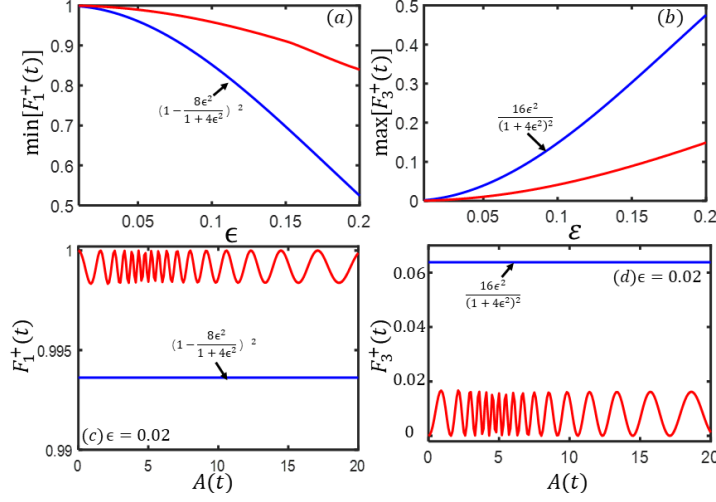 (a)
min[F₁⁺(t)]
1
0.9
0.8
0.7
0.6
0.5
(1-8ϵ²/1+4ϵ²)²
0.05 0.1 0.15 0.2
ϵ
(b)
max[F₃⁺(t)]
0.5
0.4
0.3
0.2
0.1
0
16ϵ²/(1+4ϵ²)²
0.05 0.1 0.15 0.2
ε
F₁⁺(t)
1
0.995
0.99
(1-8ϵ²/1+4ϵ²)²
(c)ϵ = 0.02
0 5 10 15 20
A(t)
F₃⁺(t)
0.06
0.04
0.02
0
(d)ϵ = 0.02
16ϵ²/(1+4ϵ²)²
0 5 10 15 20
A(t)